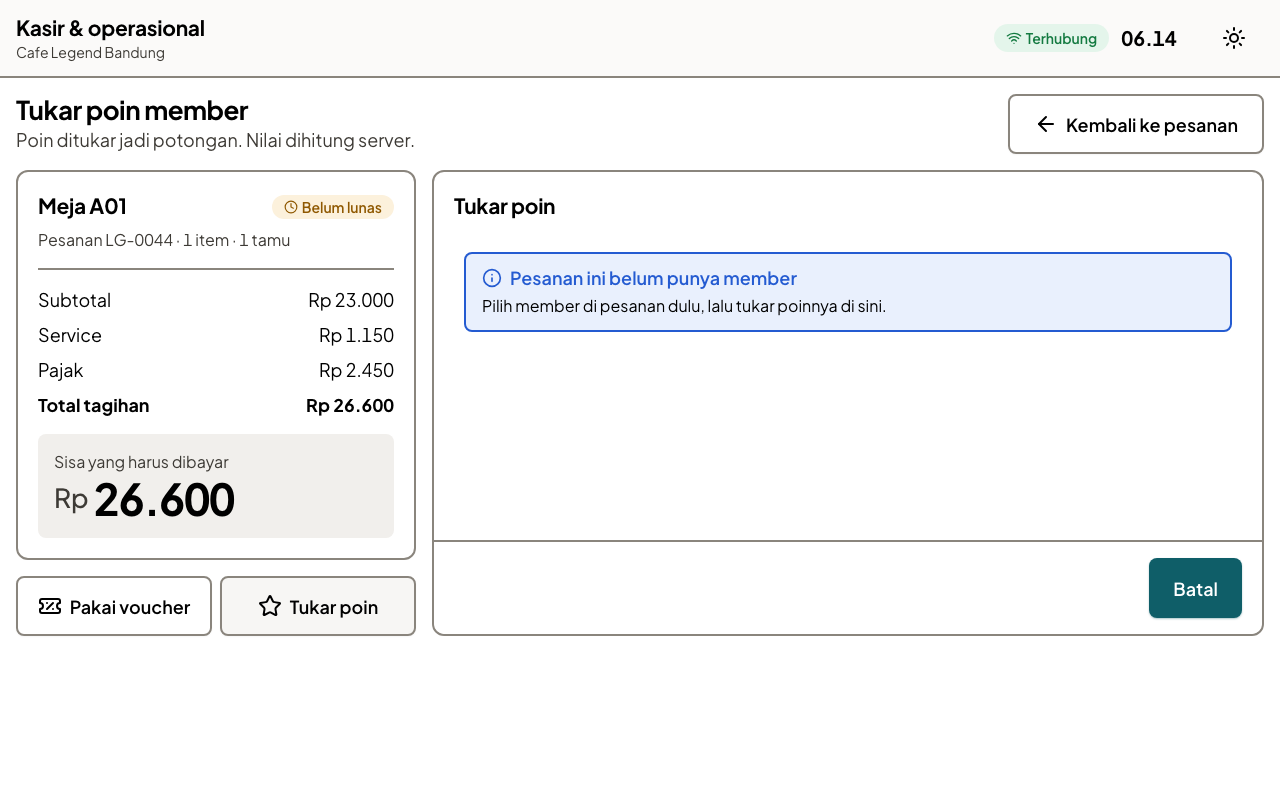 Kasir & operasional
Cafe Legend Bandung
Terhubung
06.14
Tukar poin member
Poin ditukar jadi potongan. Nilai dihitung server.
Kembali ke pesanan
Meja A01
Belum lunas
Pesanan LG-0044 · 1 item · 1 tamu
Subtotal Rp 23.000
Service Rp 1.150
Pajak Rp 2.450
Total tagihan Rp 26.600
Sisa yang harus dibayar
Rp 26.600
Pakai voucher
Tukar poin
Tukar poin
Pesanan ini belum punya member
Pilih member di pesanan dulu, lalu tukar poinnya di sini.
Batal